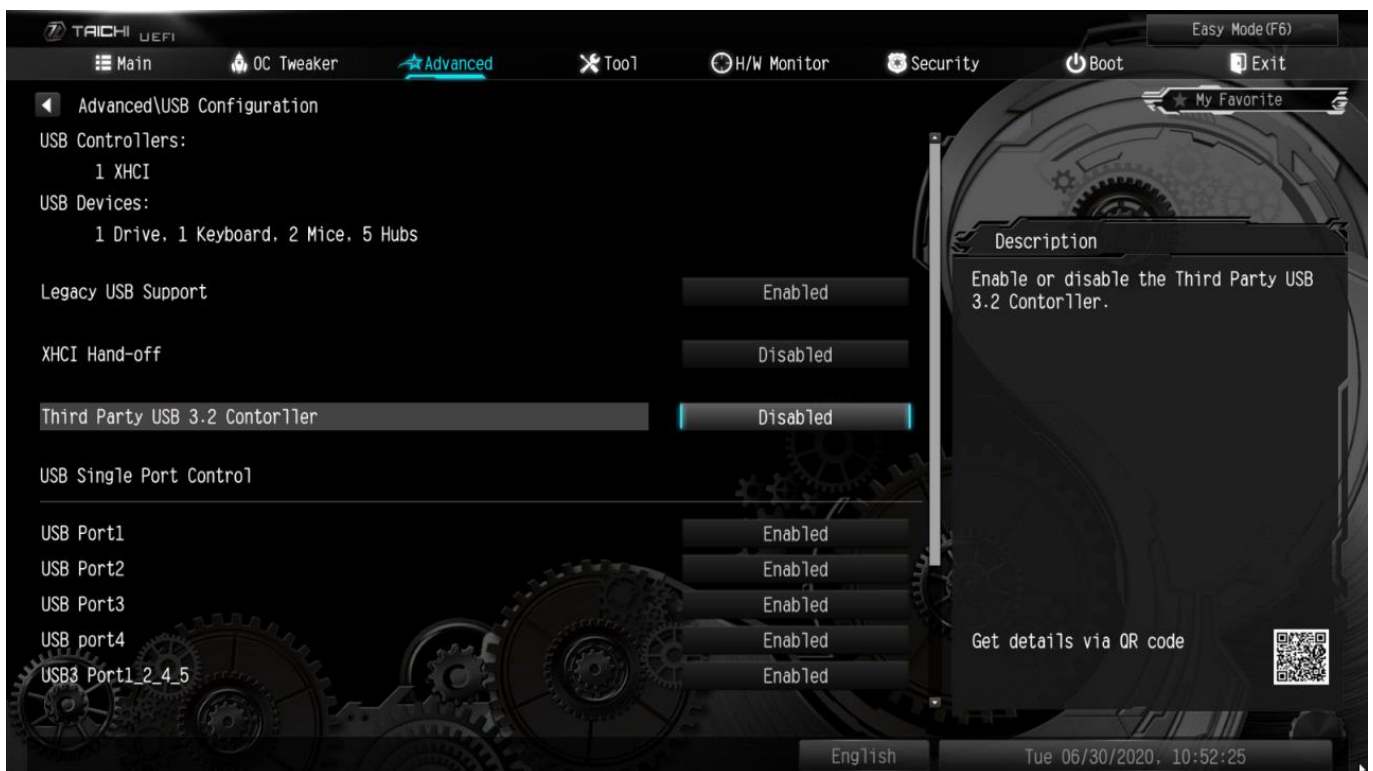 TAICHI UEFI
Easy Mode(F6)
Main OC Tweaker Advanced Tool H/W Monitor Security Boot Exit
Advanced\USB Configuration
My Favorite
USB Controllers:
1 XHCI
USB Devices:
1 Drive, 1 Keyboard, 2 Mice, 5 Hubs
Legacy USB Support Enabled
XHCI Hand-off Disabled
Third Party USB 3.2 Contorller Disabled
USB Single Port Control
USB Port1 Enabled
USB Port2 Enabled
USB Port3 Enabled
USB port4 Enabled
USB3 Port1_2_4_5 Enabled
Description
Enable or disable the Third Party USB
3.2 Contorller.
Get details via QR code
English
Tue 06/30/2020, 10:52:25